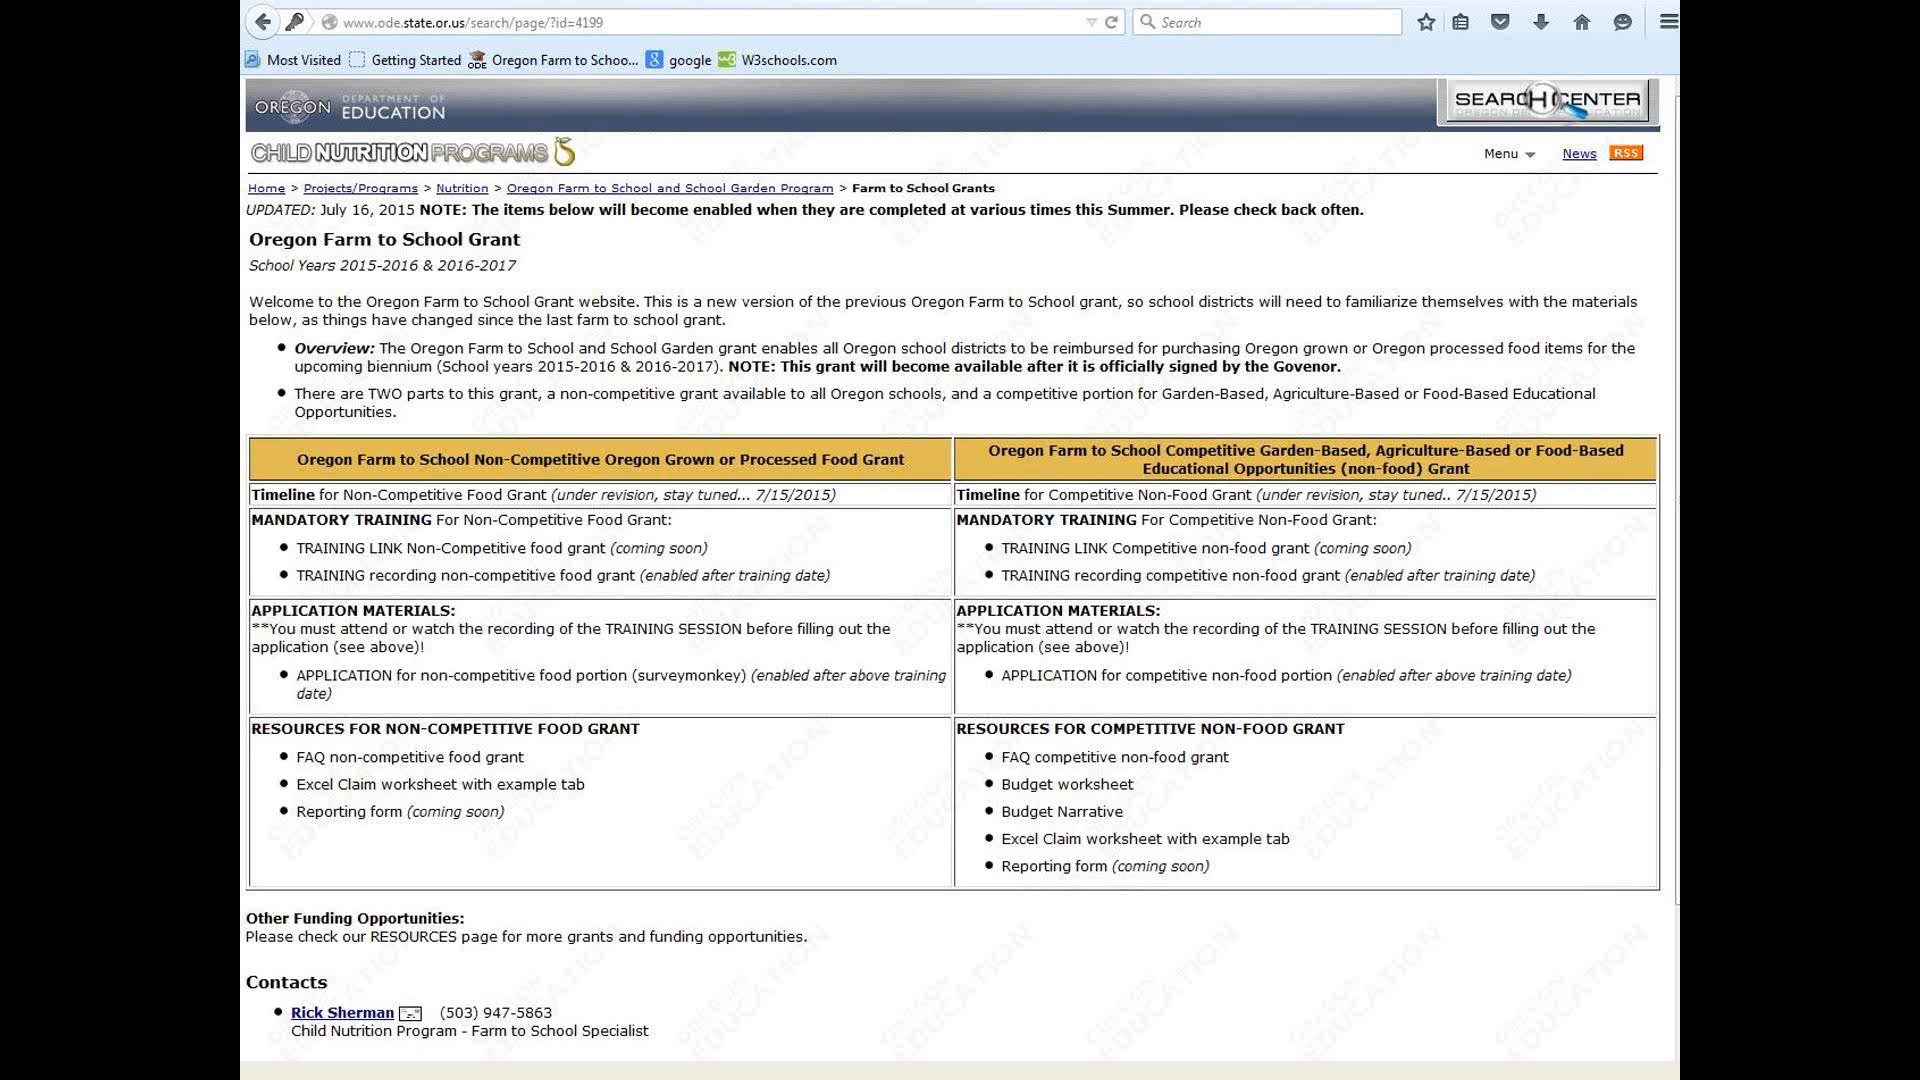 www.ode.state.or.us/search/page/?id=4199
Search
Most Visited Getting Started Oregon Farm to Schoo... google W3schools.com
OREGON DEPARTMENT OF EDUCATION
SEARCH CENTER
CHILD NUTRITION PROGRAMS
Menu News RSS
Home > Projects/Programs > Nutrition > Oregon Farm to School and School Garden Program > Farm to School Grants
UPDATED: July 16, 2015 NOTE: The items below will become enabled when they are completed at various times this Summer. Please check back often.
Oregon Farm to School Grant
School Years 2015-2016 & 2016-2017
Welcome to the Oregon Farm to School Grant website. This is a new version of the previous Oregon Farm to School grant, so school districts will need to familiarize themselves with the materials
below, as things have changed since the last farm to school grant.
Overview: The Oregon Farm to School and School Garden grant enables all Oregon school districts to be reimbursed for purchasing Oregon grown or Oregon processed food items for the
upcoming biennium (School years 2015-2016 & 2016-2017). NOTE: This grant will become available after it is officially signed by the Govenor.
There are TWO parts to this grant, a non-competitive grant available to all Oregon schools, and a competitive portion for Garden-Based, Agriculture-Based or Food-Based Educational
Opportunities.
Oregon Farm to School Non-Competitive Oregon Grown or Processed Food Grant
Timeline for Non-Competitive Food Grant (under revision, stay tuned... 7/15/2015)
MANDATORY TRAINING For Non-Competitive Food Grant:
TRAINING LINK Non-Competitive food grant (coming soon)
TRAINING recording non-competitive food grant (enabled after training date)
APPLICATION MATERIALS:
**You must attend or watch the recording of the TRAINING SESSION before filling out the
application (see above)!
APPLICATION for non-competitive food portion (surveymonkey) (enabled after above training
date)
RESOURCES FOR NON-COMPETITIVE FOOD GRANT
FAQ non-competitive food grant
Excel Claim worksheet with example tab
Reporting form (coming soon)
Oregon Farm to School Competitive Garden-Based, Agriculture-Based or Food-Based
Educational Opportunities (non-food) Grant
Timeline for Competitive Non-Food Grant (under revision, stay tuned.. 7/15/2015)
MANDATORY TRAINING For Competitive Non-Food Grant:
TRAINING LINK Competitive non-food grant (coming soon)
TRAINING recording competitive non-food grant (enabled after training date)
APPLICATION MATERIALS:
**You must attend or watch the recording of the TRAINING SESSION before filling out the
application (see above)!
APPLICATION for competitive non-food portion (enabled after above training date)
RESOURCES FOR COMPETITIVE NON-FOOD GRANT
FAQ competitive non-food grant
Budget worksheet
Budget Narrative
Excel Claim worksheet with example tab
Reporting form (coming soon)
Other Funding Opportunities:
Please check our RESOURCES page for more grants and funding opportunities.
Contacts
Rick Sherman (503) 947-5863
Child Nutrition Program - Farm to School Specialist